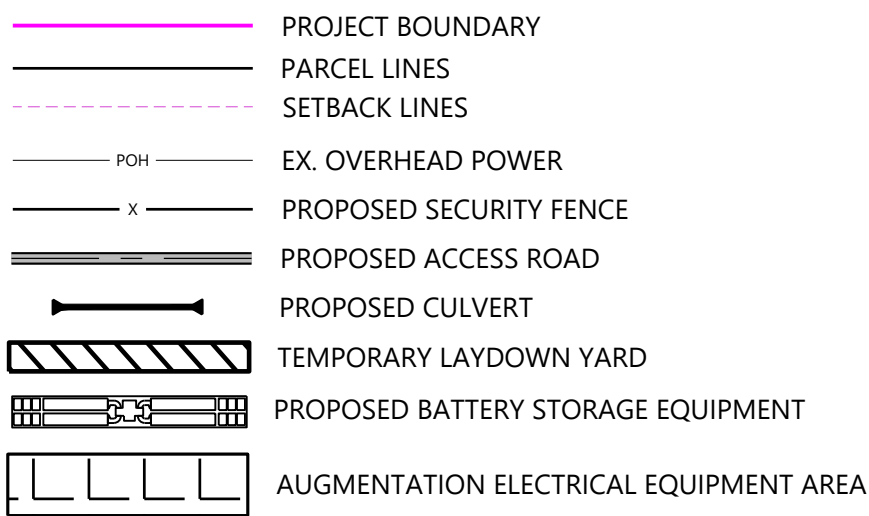 PROJECT BOUNDARY
PARCEL LINES
SETBACK LINES
POH EX. OVERHEAD POWER
X PROPOSED SECURITY FENCE
PROPOSED ACCESS ROAD
PROPOSED CULVERT
TEMPORARY LAYDOWN YARD
PROPOSED BATTERY STORAGE EQUIPMENT
AUGMENTATION ELECTRICAL EQUIPMENT AREA